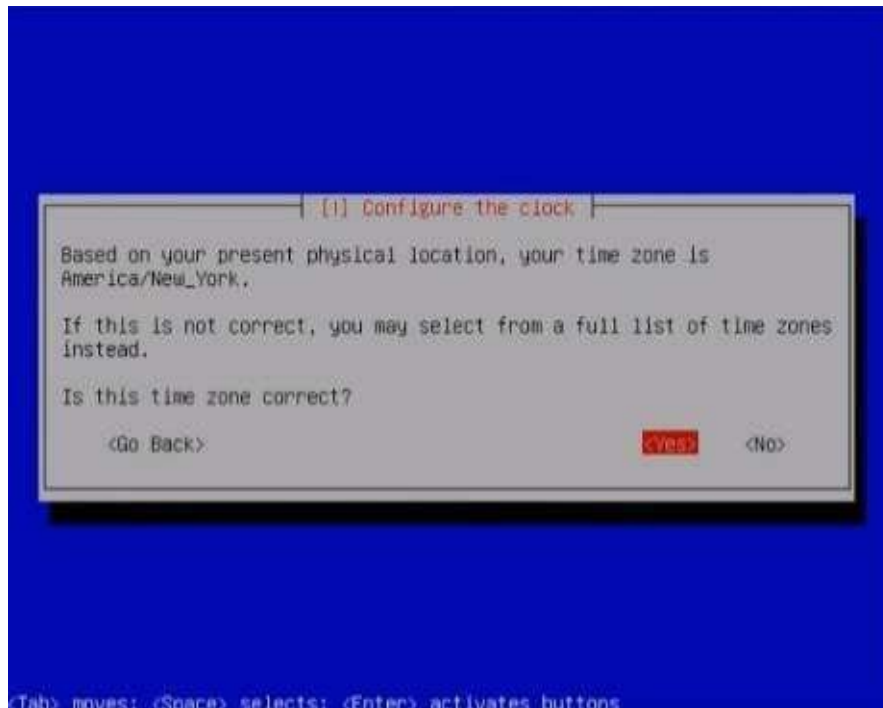 [!] Configure the clock
Based on your present physical location, your time zone is
America/New_York.
If this is not correct, you may select from a full list of time zones
instead.
Is this time zone correct?
<Go Back> <Yes> <No>
<Tab> moves; <Space> selects; <Enter> activates buttons